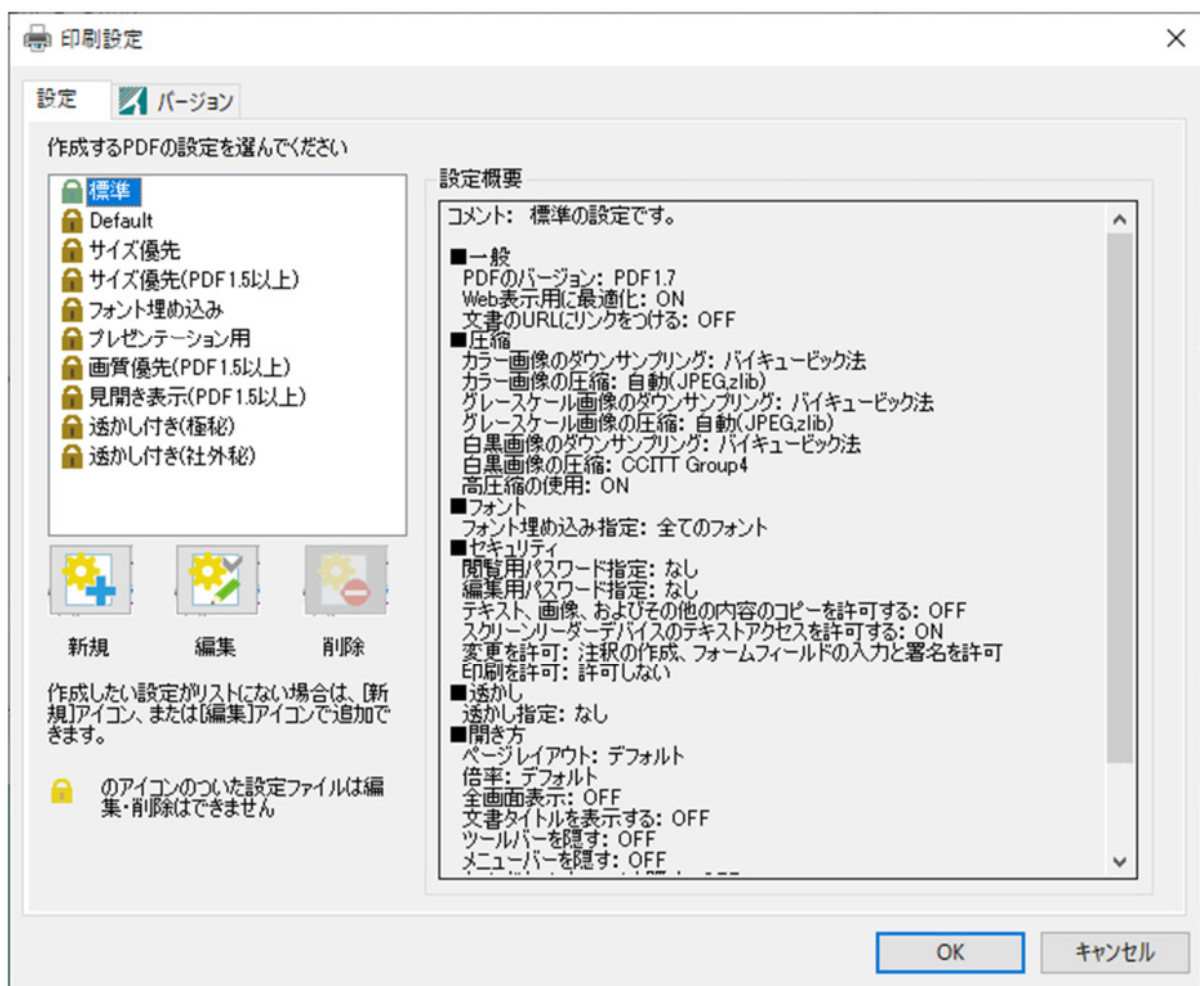 印刷設定
設定
バージョン
作成するPDFの設定を選んでください
標準
Default
サイズ優先
サイズ優先(PDF1.5以上)
フォント埋め込み
プレゼンテーション用
画質優先(PDF1.5以上)
見開き表示(PDF1.5以上)
透かし付き(極秘)
透かし付き(社外秘)
新規
編集
削除
作成したい設定がリストにない場合は、[新
規]アイコン、または[編集]アイコンで追加で
きます。
のアイコンのついた設定ファイルは編
集・削除はできません
設定概要
コメント: 標準の設定です。
■一般
PDFのバージョン: PDF1.7
Web表示用に最適化: ON
文書のURLにリンクをつける: OFF
■圧縮
カラー画像のダウンサンプリング: バイキュービック法
カラー画像の圧縮: 自動(JPEG,zlib)
グレースケール画像のダウンサンプリング: バイキュービック法
グレースケール画像の圧縮: 自動(JPEG,zlib)
白黒画像のダウンサンプリング: バイキュービック法
白黒画像の圧縮: CCITT Group4
高圧縮の使用: ON
■フォント
フォント埋め込み指定: 全てのフォント
■セキュリティ
閲覧用パスワード指定: なし
編集用パスワード指定: なし
テキスト、画像、およびその他の内容のコピーを許可する: OFF
スクリーンリーダーデバイスのテキストアクセスを許可する: ON
変更を許可: 注釈の作成、フォームフィールドの入力と署名を許可
印刷を許可: 許可しない
■透かし
透かし指定: なし
■開き方
ページレイアウト: デフォルト
倍率: デフォルト
全画面表示: OFF
文書タイトルを表示する: OFF
ツールバーを隠す: OFF
メニューバーを隠す: OFF
OK
キャンセル